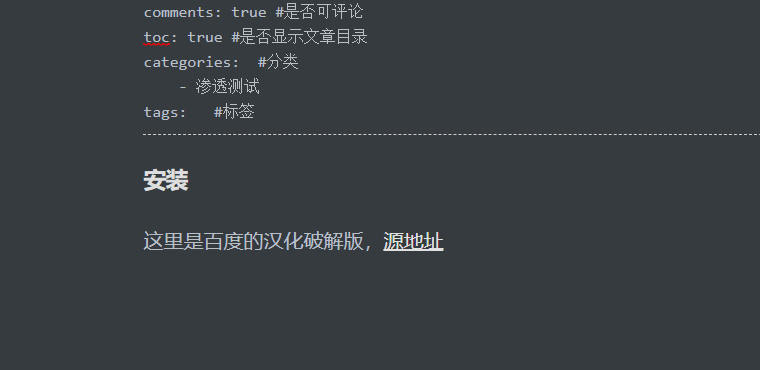 comments: true #是否可评论
toc: true #是否显示文章目录
categories:  #分类
    - 渗透测试
tags:   #标签
安装
这里是百度的汉化破解版，源地址